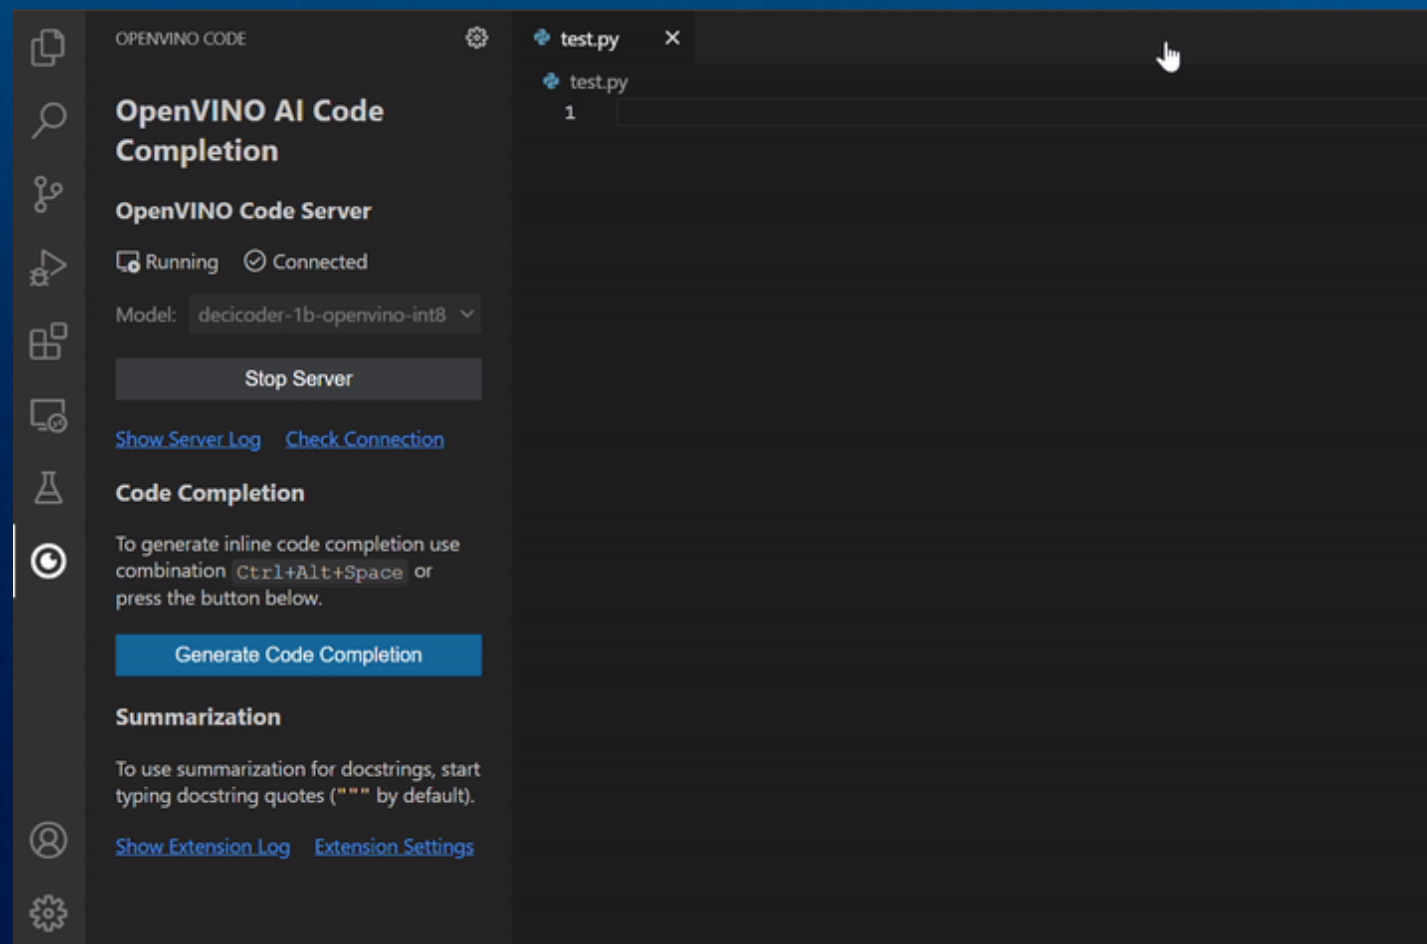 OPENVINO CODE
OpenVINO AI Code
Completion
OpenVINO Code Server
Running Connected
Model: decicoder-1b-openvino-int8
Stop Server
Show Server Log Check Connection
Code Completion
To generate inline code completion use
combination Ctrl+Alt+Space or
press the button below.
Generate Code Completion
Summarization
To use summarization for docstrings, start
typing docstring quotes (""" by default).
Show Extension Log Extension Settings
test.py
test.py
1